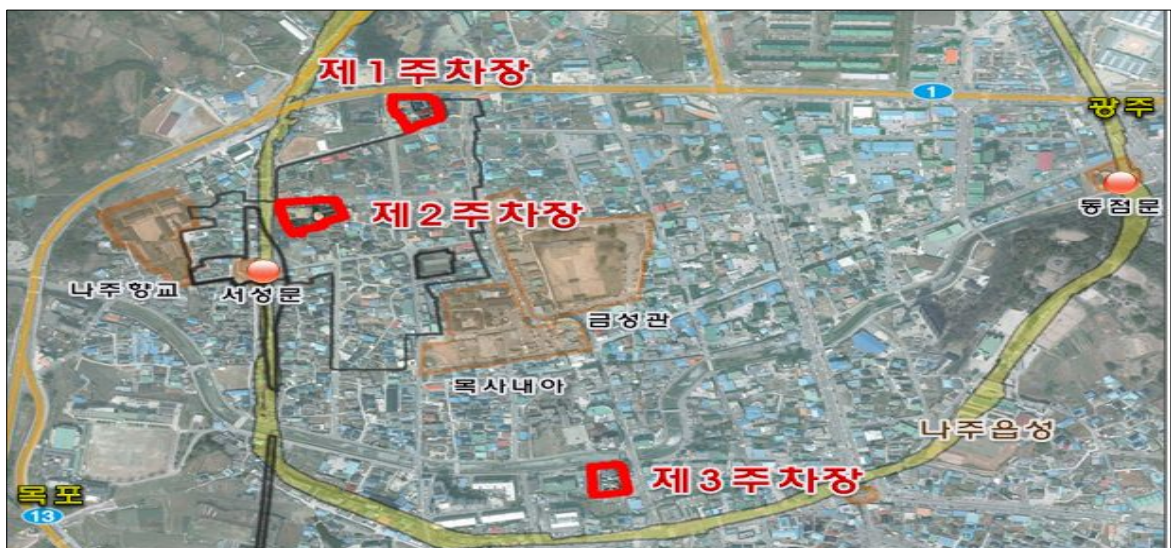 제1주차장
1
광주
동점문
제2주차장
나주향교
서성문
금성관
목사내아
나주읍성
제3주차장
목포
13